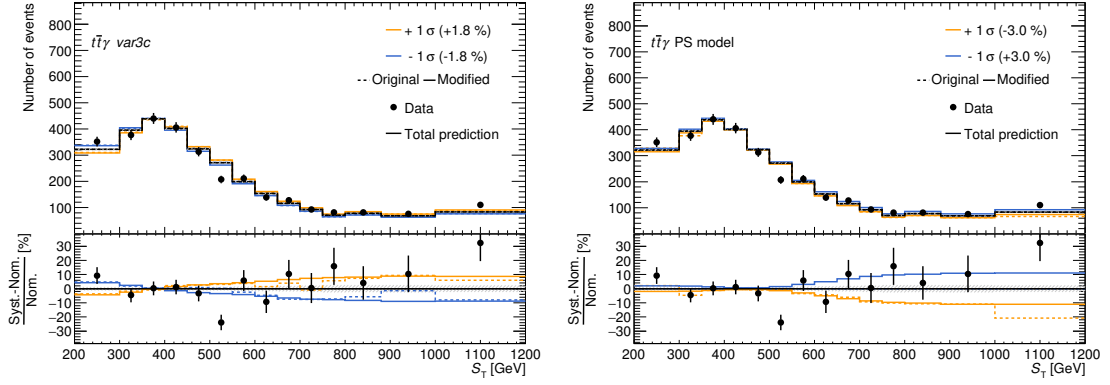 Number of events
800
700
600
500
400
300
200
100
tt̄γ var3c
+ 1 σ (+1.8 %)
- 1 σ (-1.8 %)
Original Modified
Data
Total prediction
Syst.-Nom. [%]
Nom.
30
20
10
0
−10
−20
−30
200 300 400 500 600 700 800 900 1000 1100 1200
S_T [GeV]
Number of events
800
700
600
500
400
300
200
100
tt̄γ PS model
+ 1 σ (-3.0 %)
- 1 σ (+3.0 %)
Original Modified
Data
Total prediction
Syst.-Nom. [%]
Nom.
30
20
10
0
−10
−20
−30
200 300 400 500 600 700 800 900 1000 1100 1200
S_T [GeV]